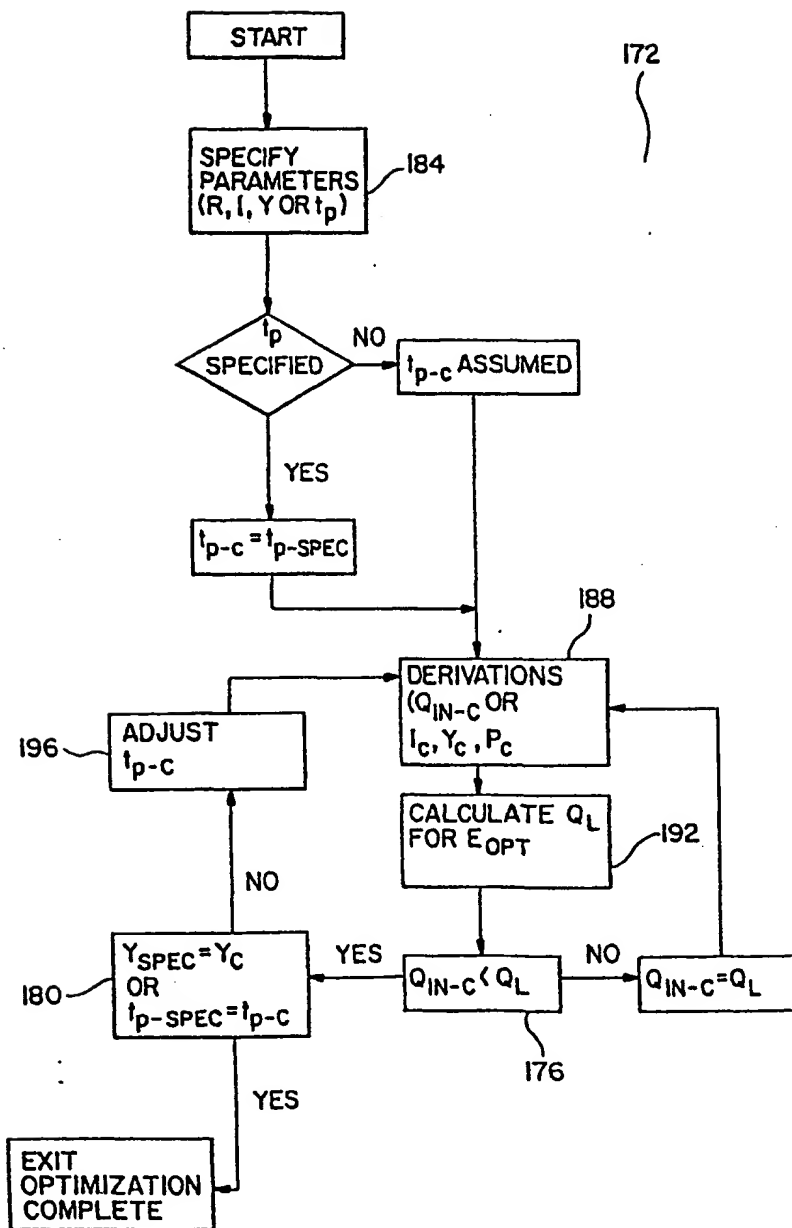 START
172
SPECIFY
PARAMETERS
(R, I, Y OR tp)
184
tp
SPECIFIED
NO
tp-c ASSUMED
YES
tp-c = tp-SPEC
188
DERIVATIONS
(QIN-C OR
IC, YC, PC
ADJUST
tp-c
196
CALCULATE QL
FOR EOPT
192
NO
YSPEC = YC
OR
tp-SPEC = tp-c
180
YES
QIN-C < QL
NO
QIN-C = QL
176
YES
EXIT
OPTIMIZATION
COMPLETE